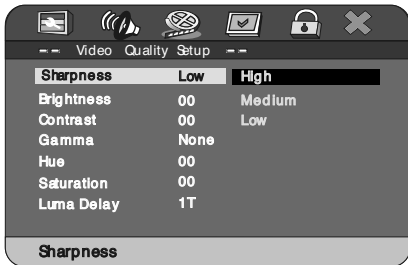 -- Video Quality Setup --
Sharpness Low High
Brightness 00 Medium
Contrast 00 Low
Gamma None
Hue 00
Saturation 00
Luma Delay 1T
Sharpness